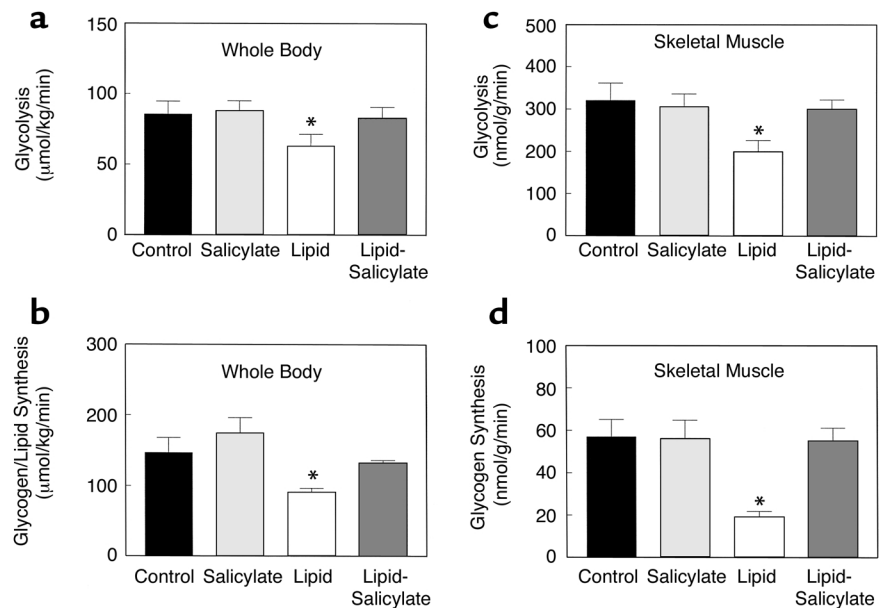 a
Whole Body
Glycolysis
(μmol/kg/min)
150
100
50
0
*
Control Salicylate Lipid Lipid-
Salicylate
c
Skeletal Muscle
Glycolysis
(nmol/g/min)
500
400
300
200
300
0
*
Control Salicylate Lipid Lipid-
Salicylate
b
Whole Body
Glycogen/Lipid Synthesis
(μmol/kg/min)
300
200
100
0
*
Control Salicylate Lipid Lipid-
Salicylate
d
Skeletal Muscle
Glycogen Synthesis
(nmol/g/min)
100
80
60
40
20
0
*
Control Salicylate Lipid Lipid-
Salicylate